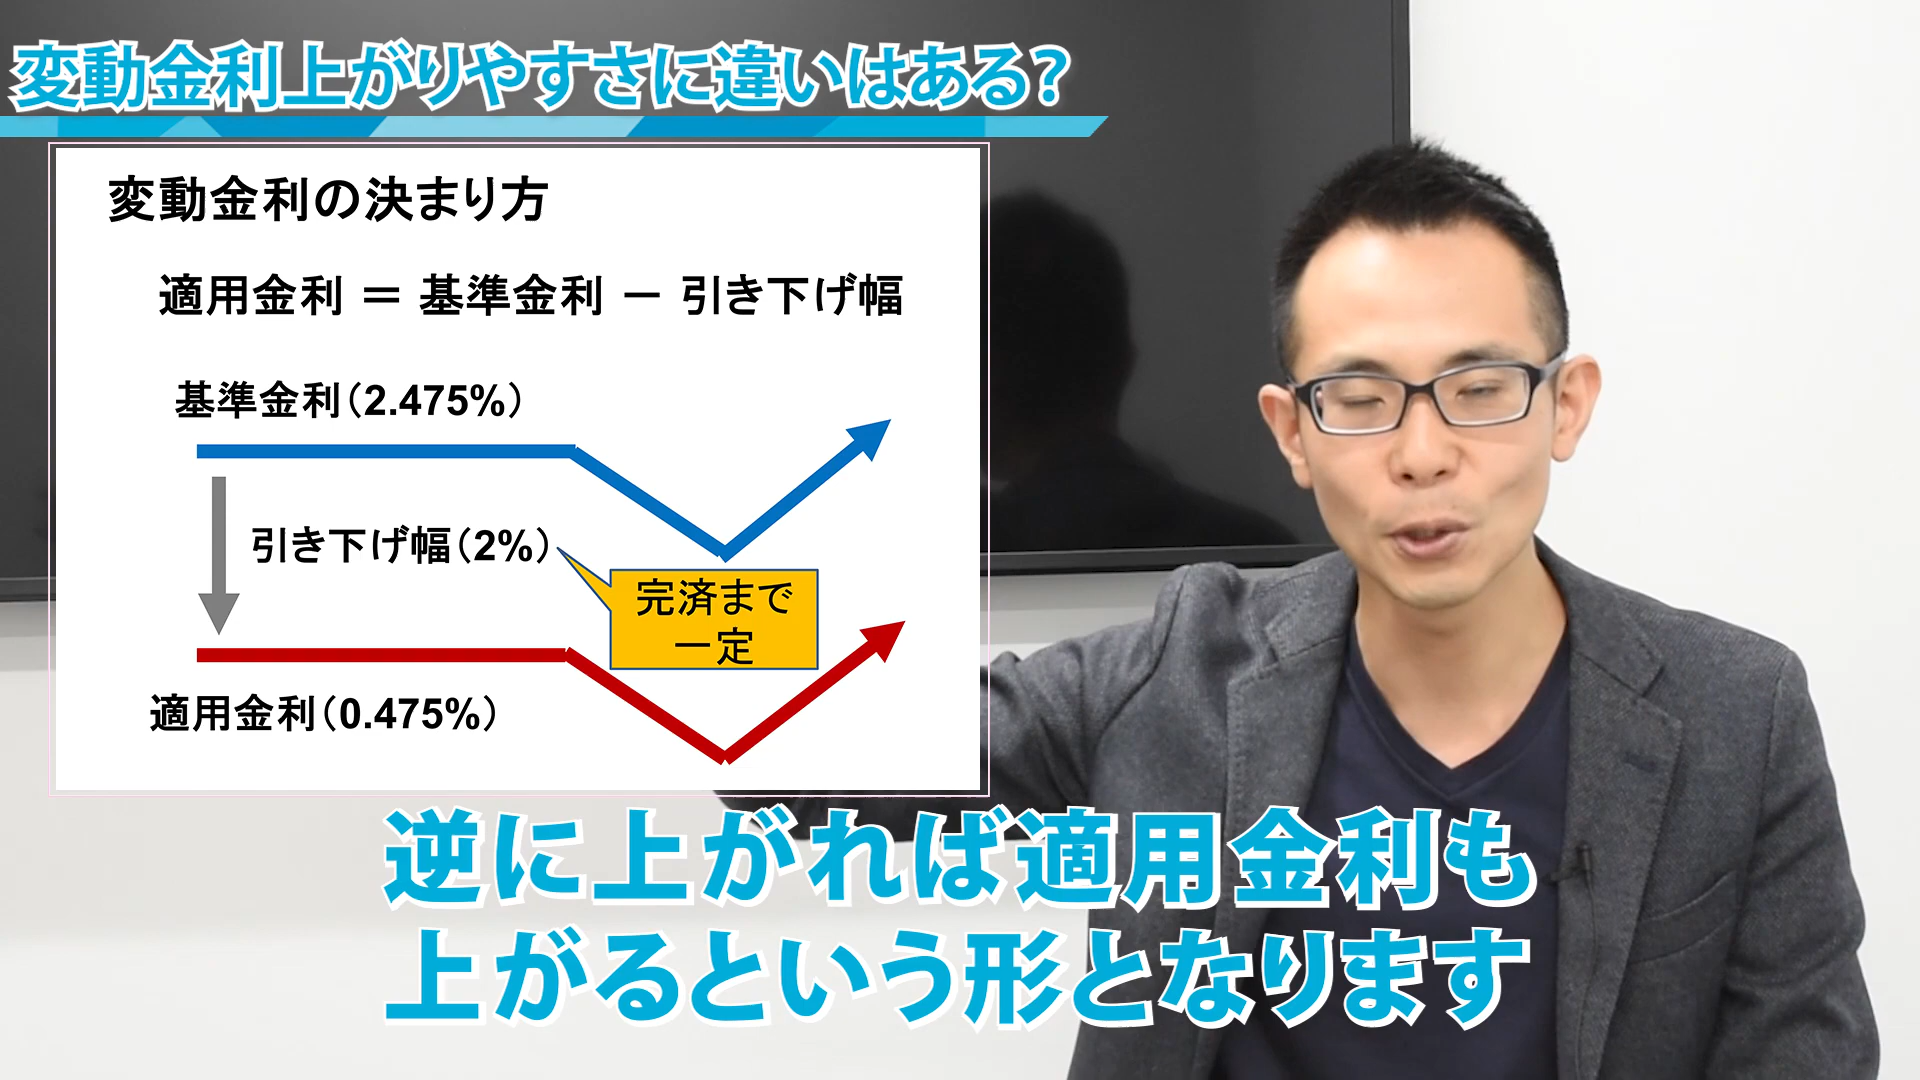 変動金利上がりやすさに違いはある？
変動金利の決まり方
適用金利 ＝ 基準金利 － 引き下げ幅
基準金利（2.475%）
引き下げ幅（2%）
完済まで
一定
適用金利（0.475%）
逆に上がれば適用金利も
上がるという形となります